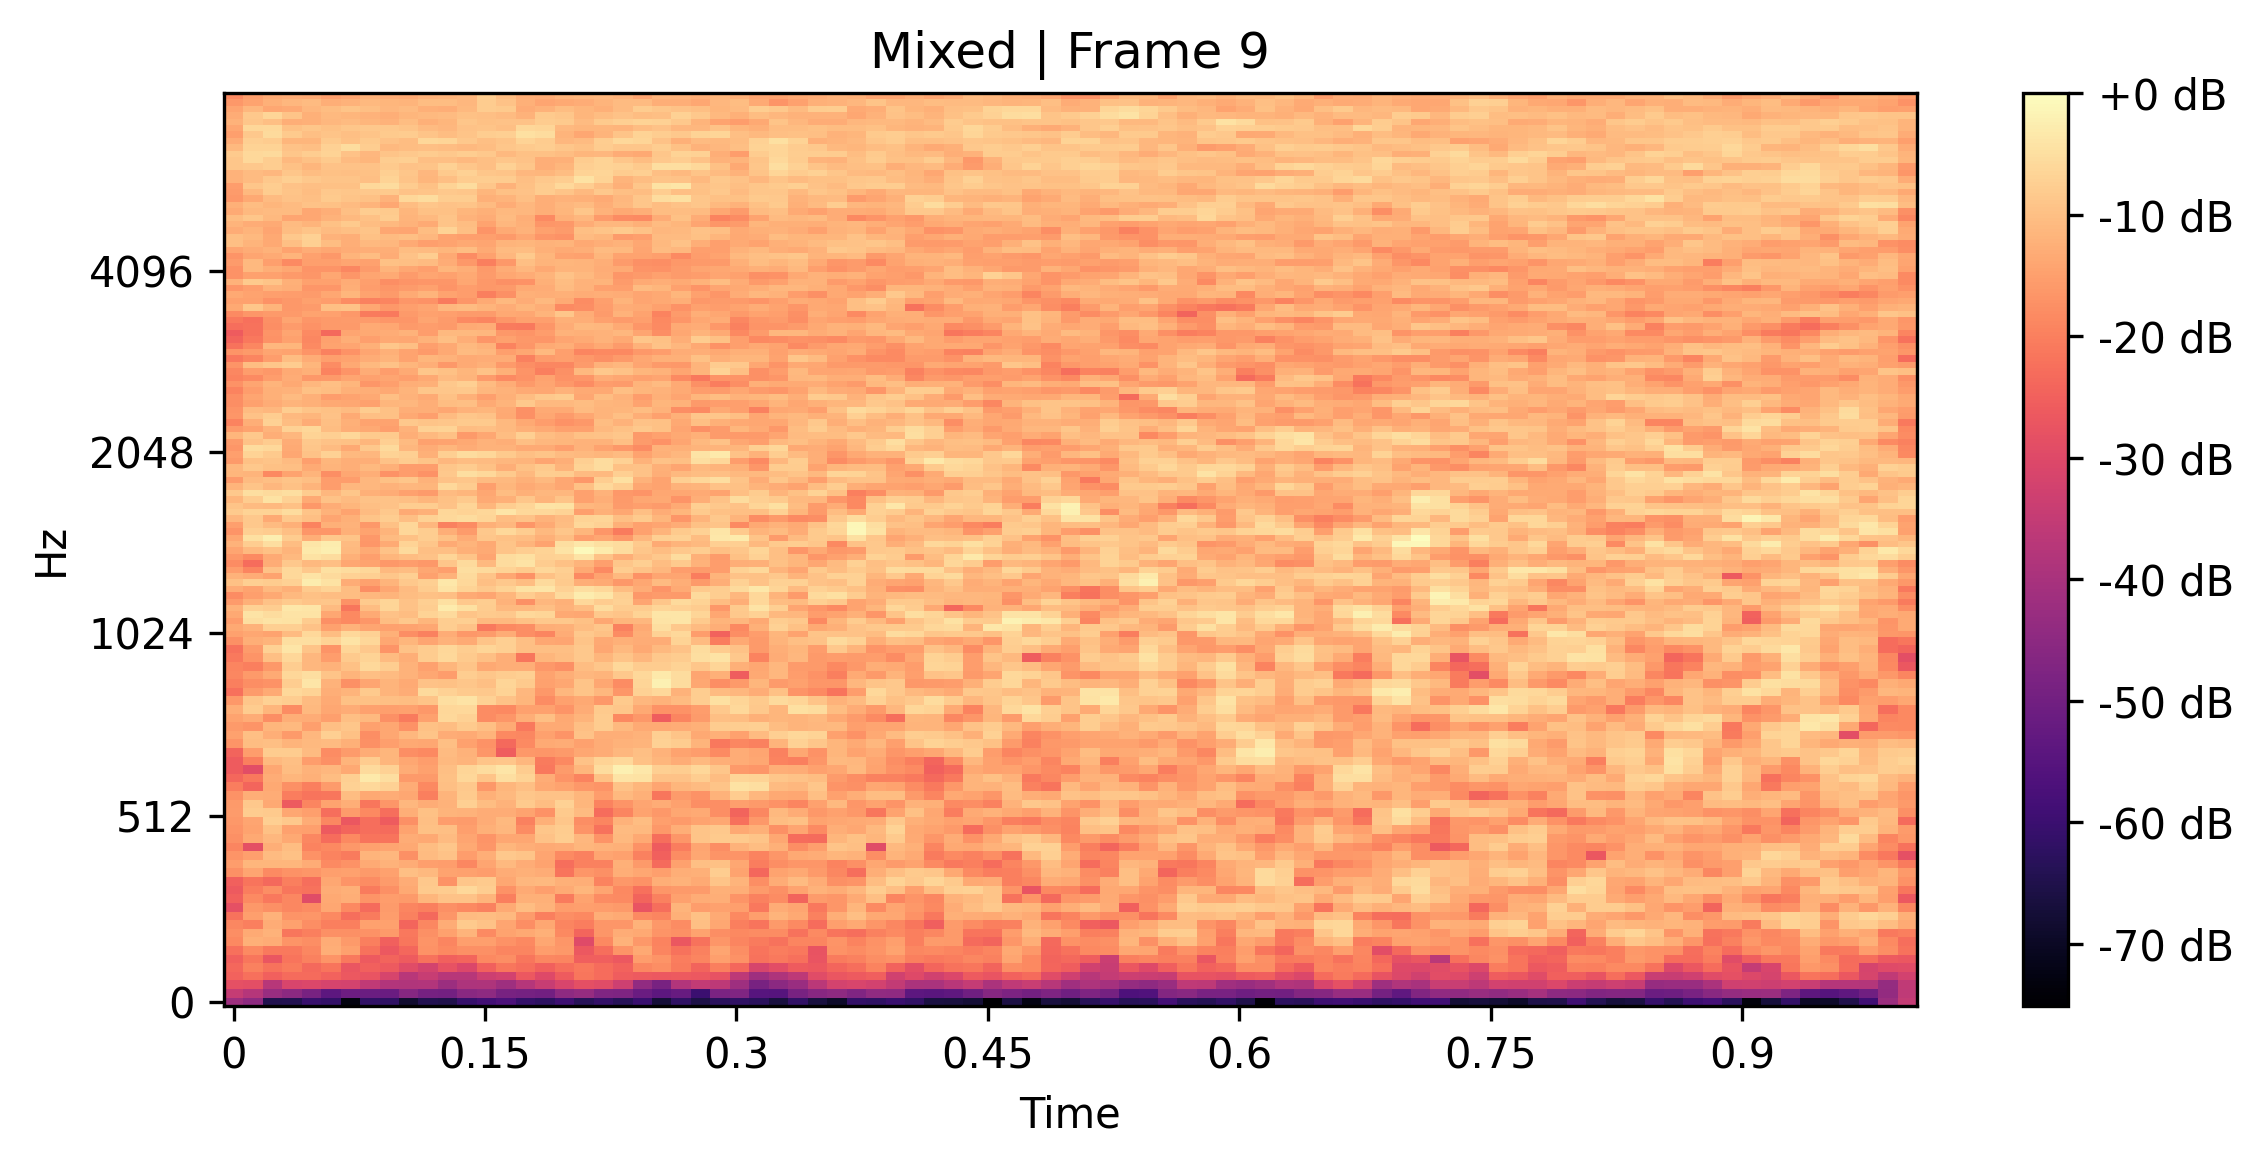 Mixed | Frame 9
+0 dB
-10 dB
-20 dB
-30 dB
-40 dB
-50 dB
-60 dB
-70 dB
4096
2048
1024
512
0
Hz
0 0.15 0.3 0.45 0.6 0.75 0.9
Time